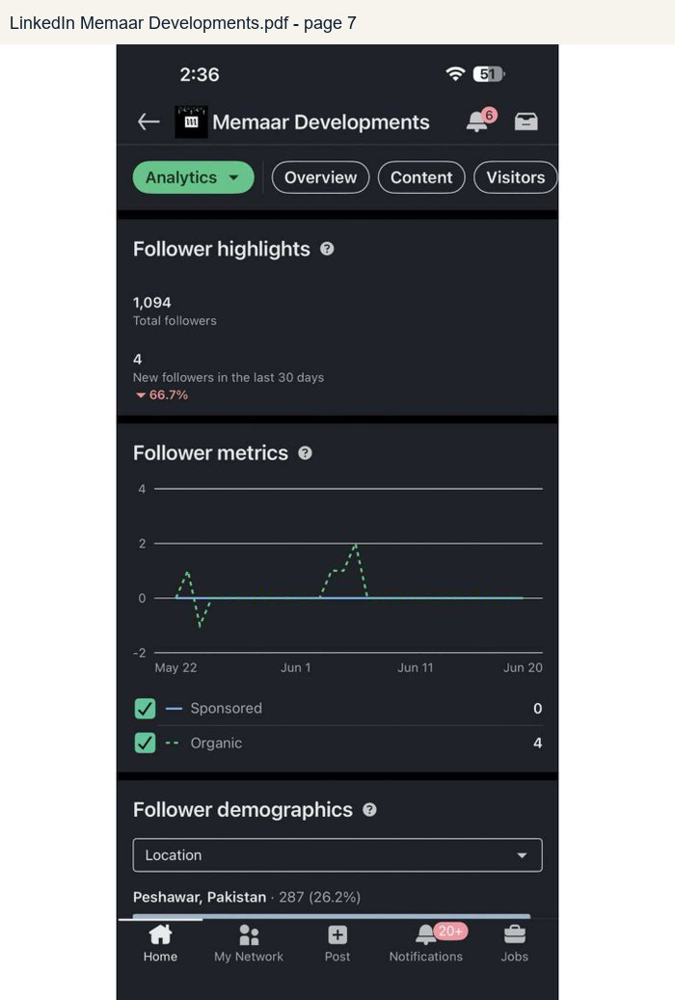 LinkedIn Memaar Developments.pdf - page 7
2:36
51
Memaar Developments
6
Analytics
Overview
Content
Visitors
Follower highlights ?
1,094
Total followers
4
New followers in the last 30 days
66.7%
Follower metrics ?
4
2
0
-2
May 22 Jun 1 Jun 11 Jun 20
Sponsored 0
Organic 4
Follower demographics ?
Location
Peshawar, Pakistan · 287 (26.2%)
20+
Home My Network Post Notifications Jobs